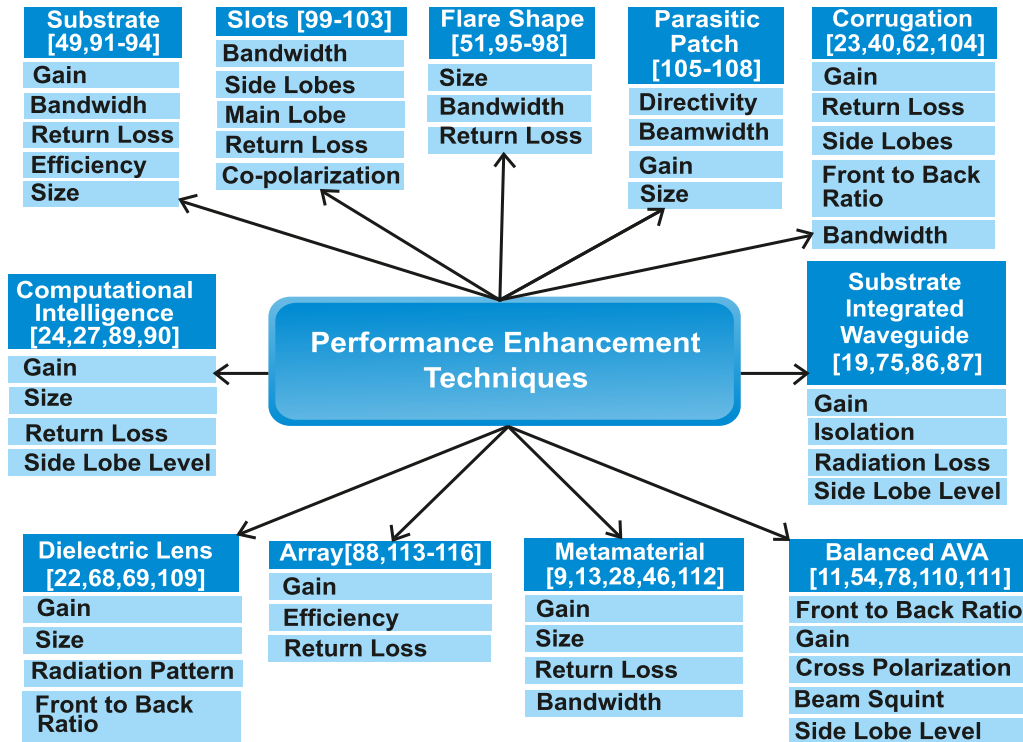 Substrate
[49,91-94]
Gain
Bandwidh
Return Loss
Efficiency
Size
Slots [99-103]
Bandwidth
Side Lobes
Main Lobe
Return Loss
Co-polarization
Flare Shape
[51,95-98]
Size
Bandwidth
Return Loss
Parasitic
Patch
[105-108]
Directivity
Beamwidth
Gain
Size
Corrugation
[23,40,62,104]
Gain
Return Loss
Side Lobes
Front to Back
Ratio
Bandwidth
Computational
Intelligence
[24,27,89,90]
Gain
Size
Return Loss
Side Lobe Level
Performance Enhancement
Techniques
Substrate
Integrated
Waveguide
[19,75,86,87]
Gain
Isolation
Radiation Loss
Side Lobe Level
Dielectric Lens
[22,68,69,109]
Gain
Size
Radiation Pattern
Front to Back
Ratio
Array[88,113-116]
Gain
Efficiency
Return Loss
Metamaterial
[9,13,28,46,112]
Gain
Size
Return Loss
Bandwidth
Balanced AVA
[11,54,78,110,111]
Front to Back Ratio
Gain
Cross Polarization
Beam Squint
Side Lobe Level